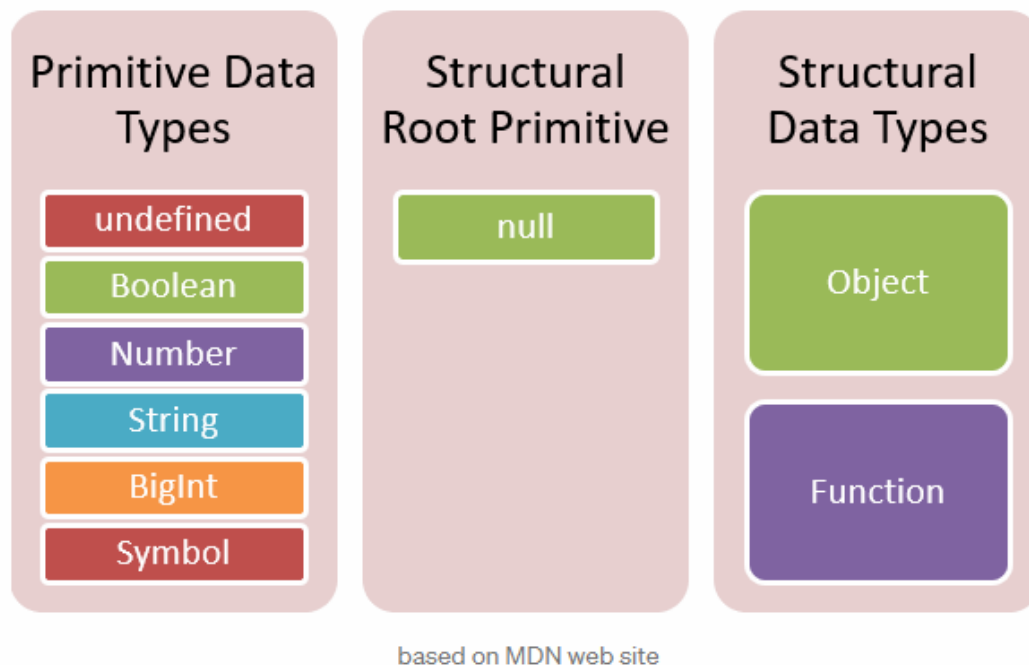 Primitive Data
Types
undefined
Boolean
Number
String
BigInt
Symbol
Structural
Root Primitive
null
Structural
Data Types
Object
Function
based on MDN web site